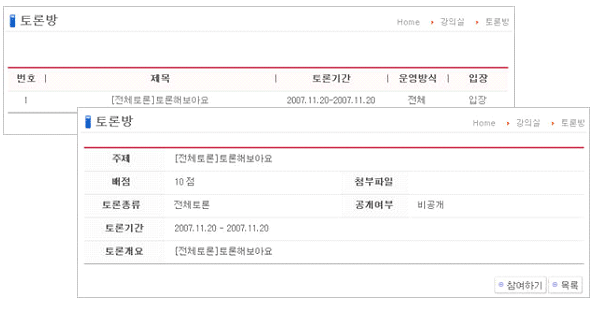 토론방
Home 강의실 토론방
번호 제목 토론기간 운영방식 입장
1 [전체토론]토론해보아요 2007.11.20~2007.11.20 전체 입장
토론방
Home 강의실 토론방
주제 [전체토론]토론해보아요
배점 10 점 첨부파일
토론종류 전체토론 공개여부 비공개
토론기간 2007.11.20 - 2007.11.20
토론개요 [전체토론]토론해보아요
참여하기 목록